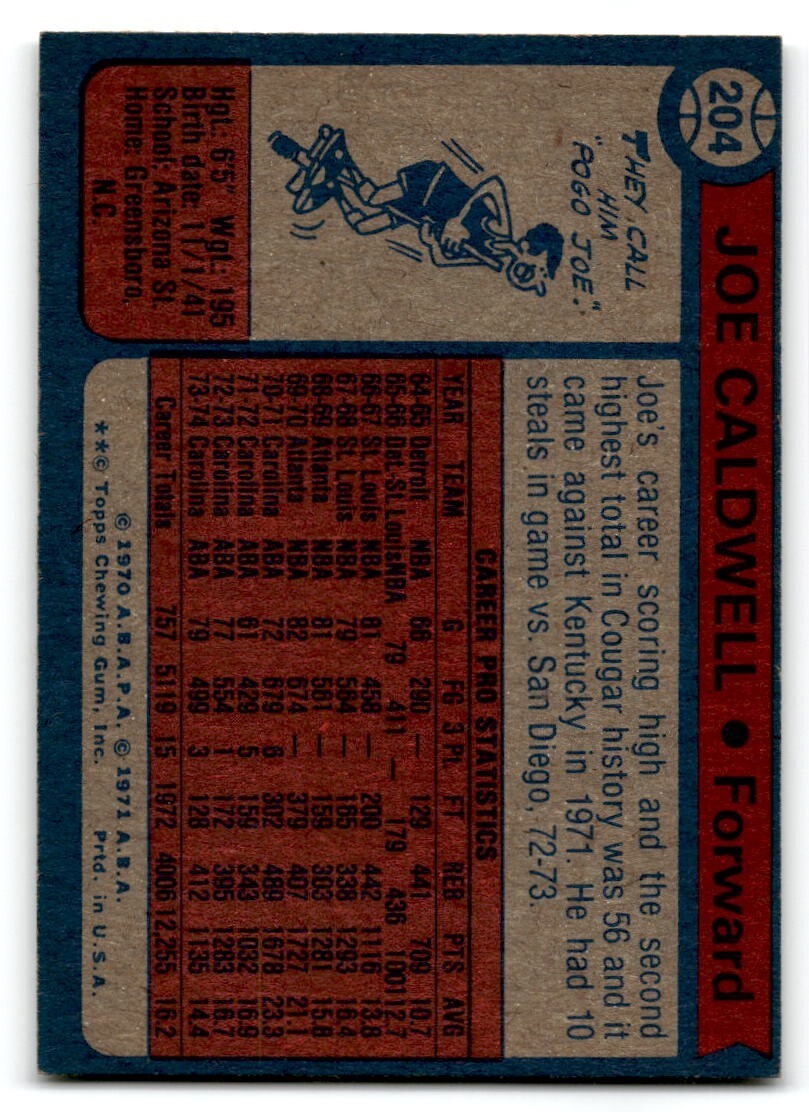 204
JOE CALDWELL • Forward
THEY CALL
HIM
"POGO JOE."
Hgt.: 6'5" Wgt.: 195
Birth date: 11/1/41
School: Arizona St.
Home: Greensboro,
N.C.
Joe's career scoring high and the second
highest total in Cougar history was 56 and it
came against Kentucky in 1971. He had 10
steals in game vs. San Diego, 72-73.
CAREER PRO STATISTICS
YEAR TEAM G FG 3 Pt. FT REB PTS AVG
64-65 Detroit NBA 66 290 — 129 441 709 10.7
65-66 Det.-St. Louis NBA 79 411 — 179 436 1001 12.7
66-67 St. Louis NBA 81 458 — 200 442 1116 13.8
67-68 St. Louis NBA 79 564 — 165 338 1293 16.4
68-69 Atlanta NBA 81 561 — 159 303 1281 15.8
69-70 Atlanta NBA 82 674 — 379 407 1727 21.1
70-71 Carolina ABA 72 679 6 302 489 1678 23.3
71-72 Carolina ABA 61 429 5 159 343 1032 16.9
72-73 Carolina ABA 77 554 1 172 395 1283 16.7
73-74 Carolina ABA 79 499 3 128 412 1135 14.4
Career Totals 757 5119 15 1972 4006 12,255 16.2
© 1970 A.B.A.P.A. © 1971 A.B.A.
**© Topps Chewing Gum, Inc. Prtd. in U.S.A.